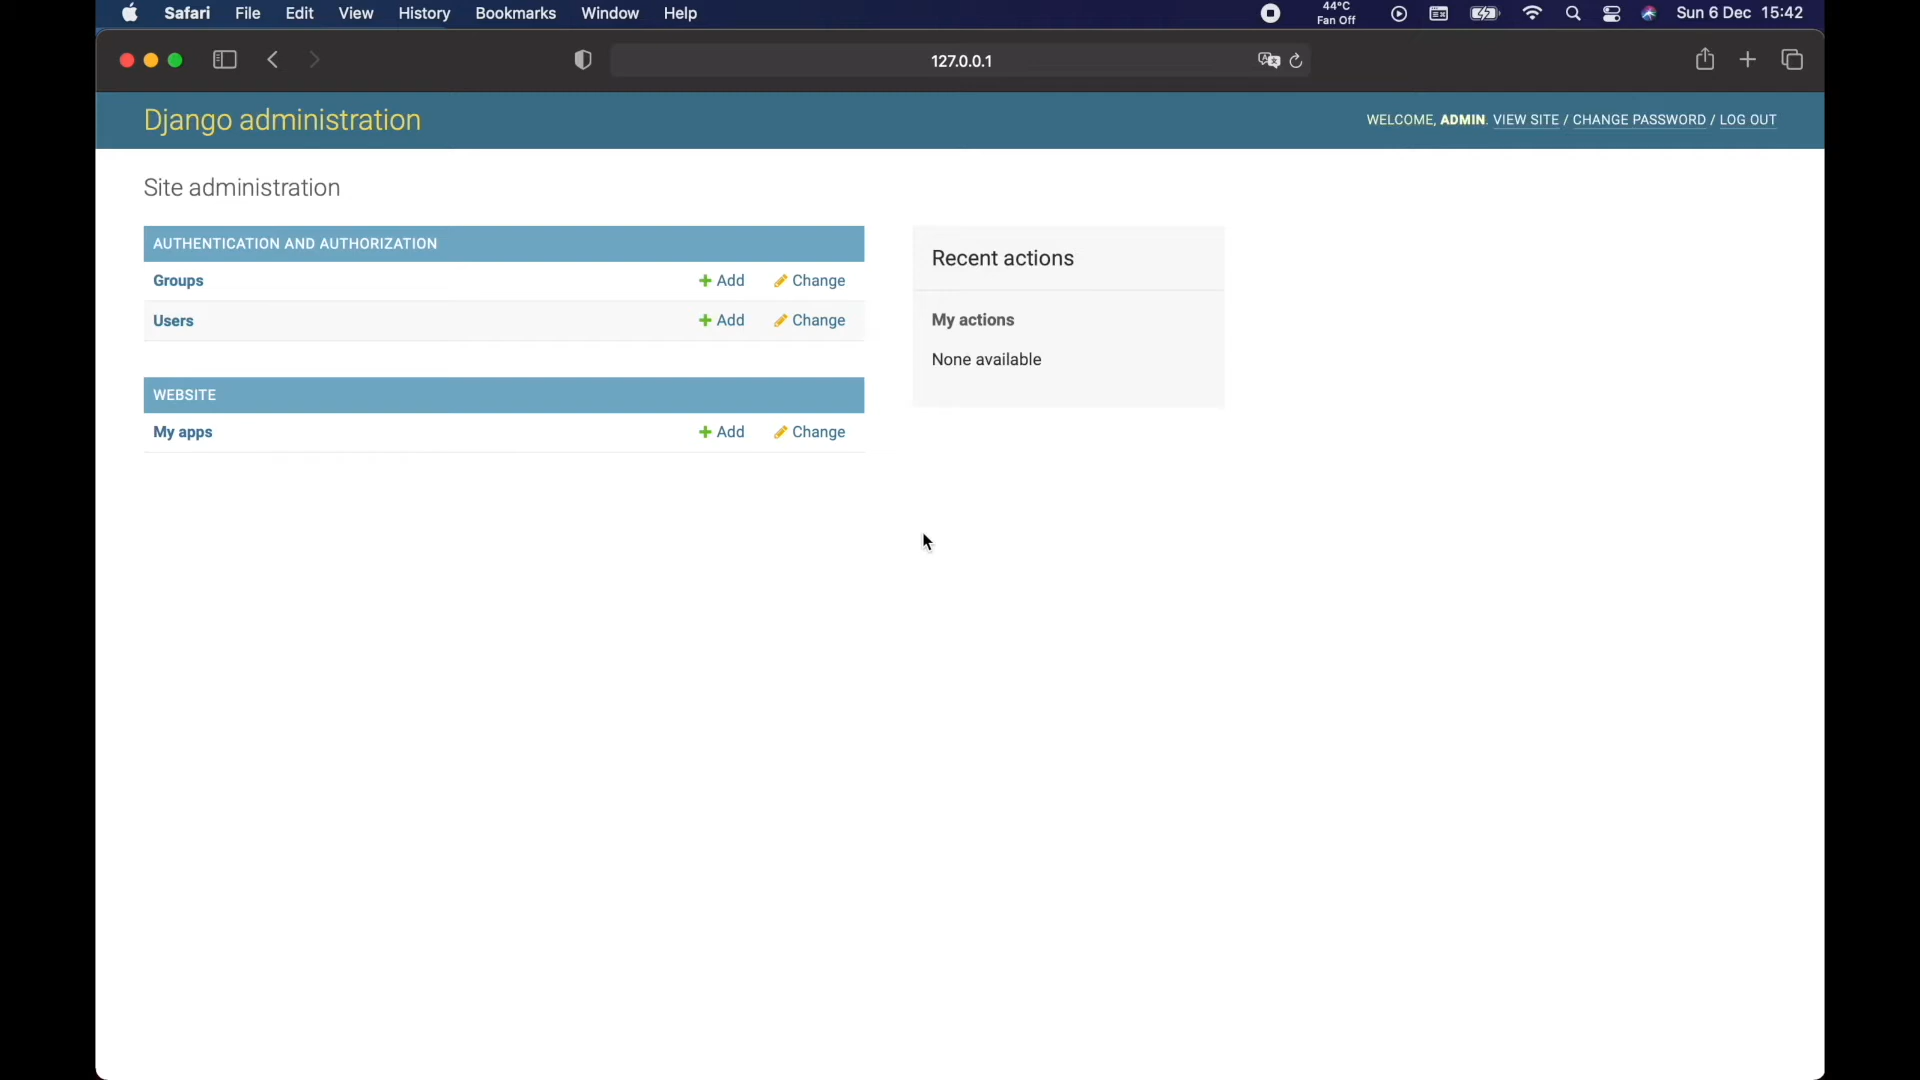 Safari File Edit View History Bookmarks Window Help 44°C Fan Off Sun 6 Dec 15:42
127.0.0.1
Django administration
WELCOME, ADMIN. VIEW SITE / CHANGE PASSWORD / LOG OUT
Site administration
AUTHENTICATION AND AUTHORIZATION
Groups Add Change
Users Add Change
WEBSITE
My apps Add Change
Recent actions
My actions
None available